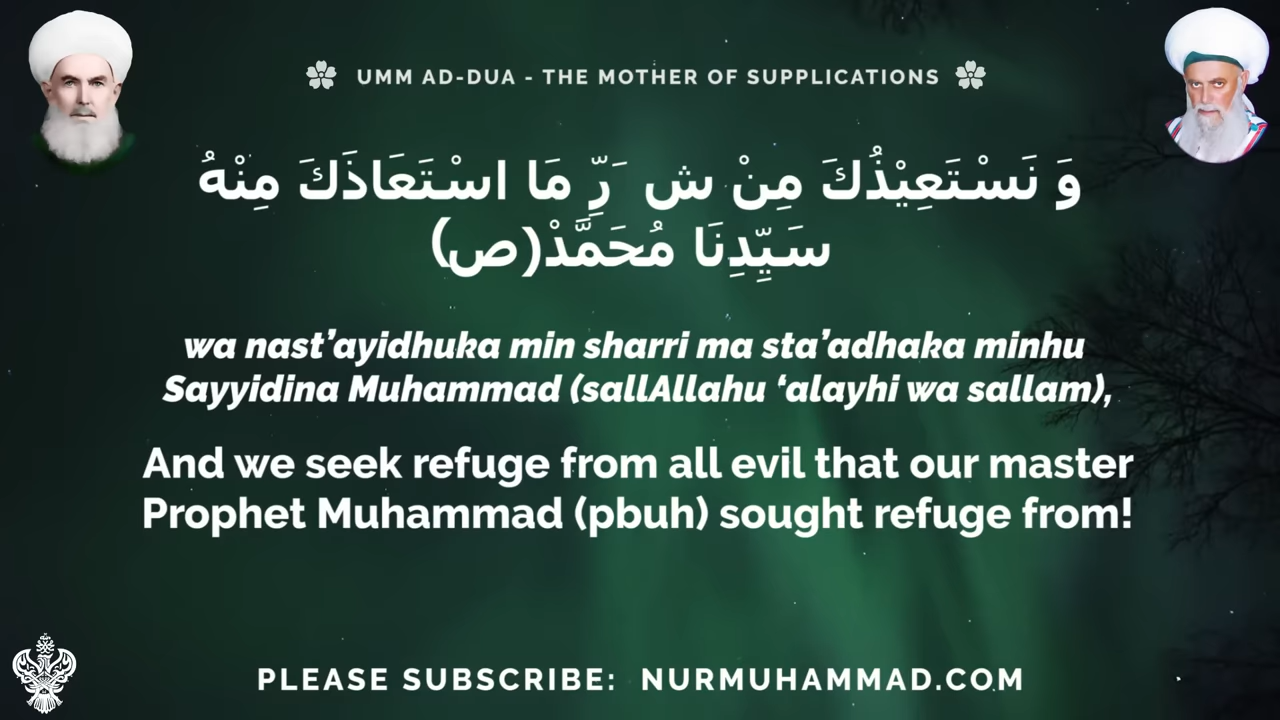 UMM AD-DUA - THE MOTHER OF SUPPLICATIONS
وَ نَسْتَعِيْذُكَ مِنْ ش َرِّ مَا اسْتَعَاذَكَ مِنْهُ
سَيِّدِنَا مُحَمَّدْ(ص)
wa nast’ayidhuka min sharri ma sta’adhaka minhu
Sayyidina Muhammad (sallAllahu ‘alayhi wa sallam),
And we seek refuge from all evil that our master
Prophet Muhammad (pbuh) sought refuge from!
PLEASE SUBSCRIBE: NURMUHAMMAD.COM